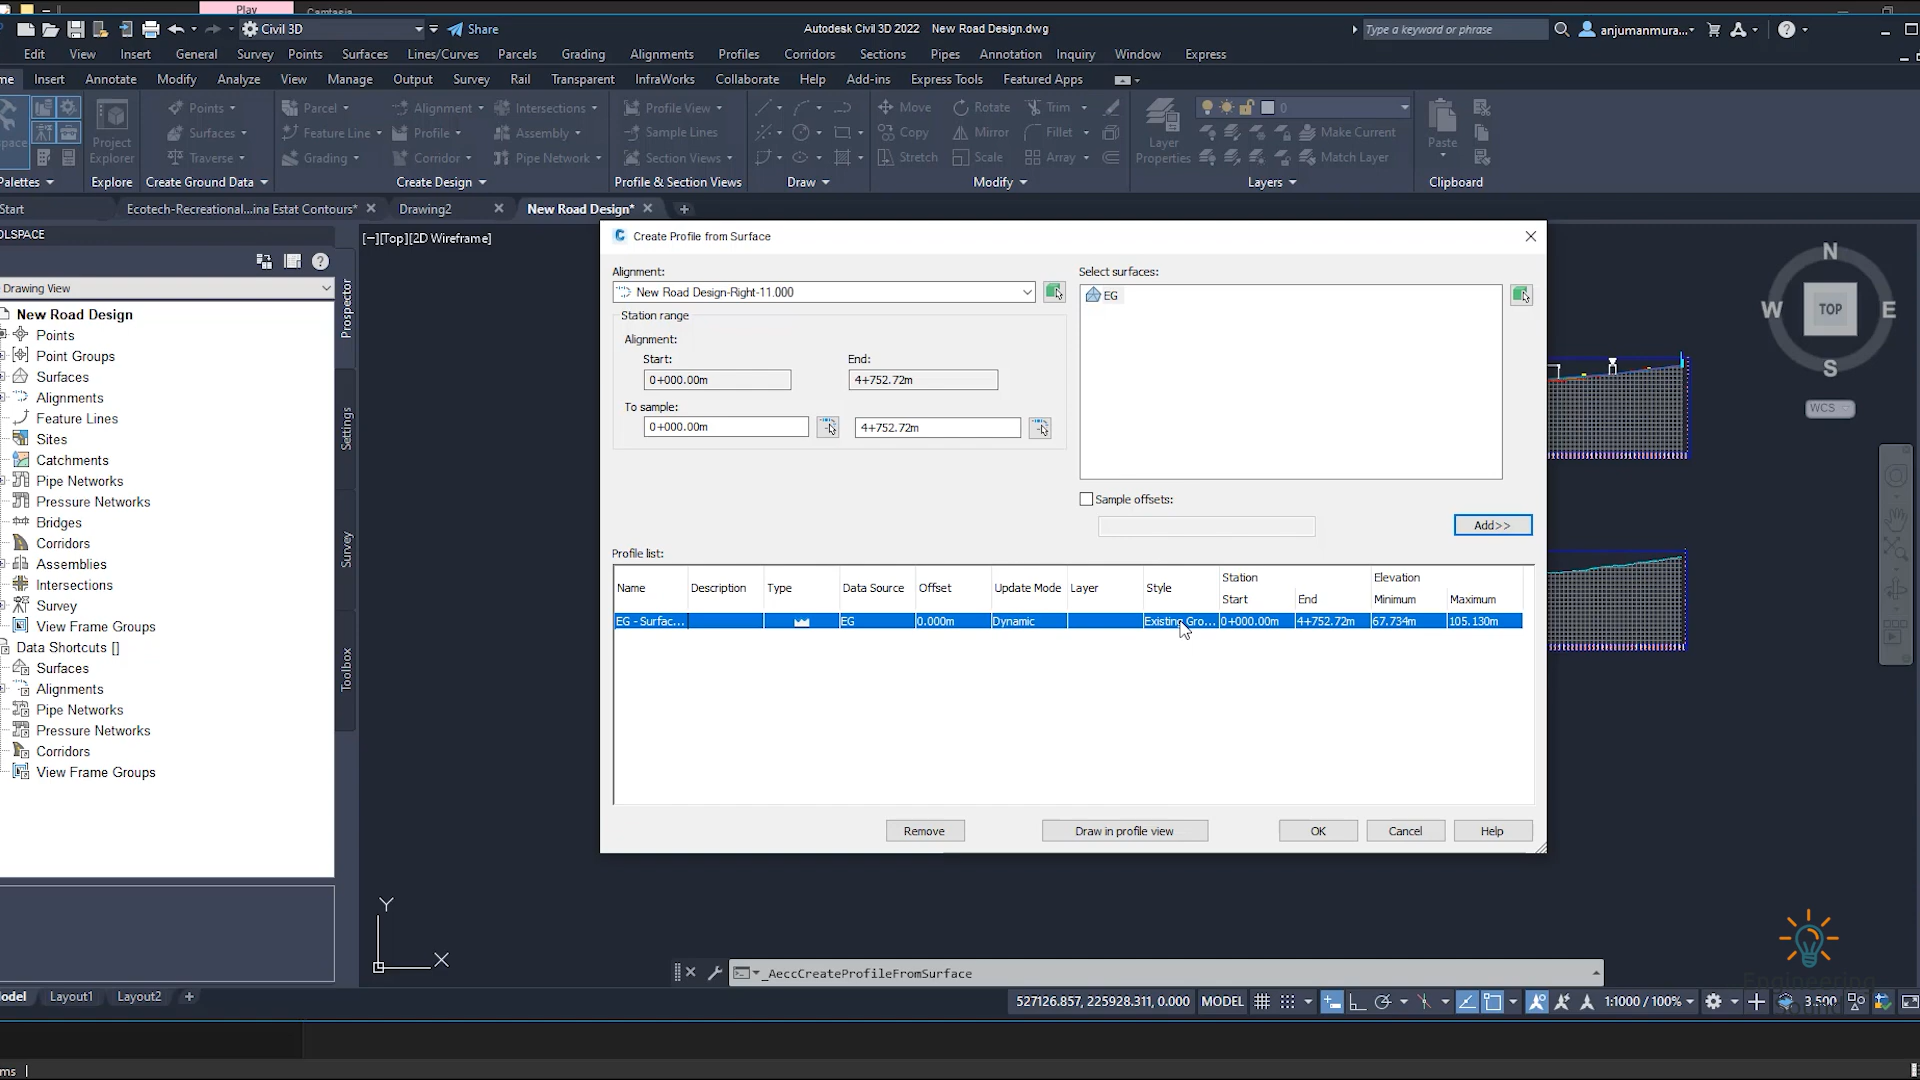 Play
Camtasia
Civil 3D
Share
Autodesk Civil 3D 2022 New Road Design.dwg
Type a keyword or phrase
anjumanmura...
Edit View Insert General Survey Points Surfaces Lines/Curves Parcels Grading Alignments Profiles Corridors Sections Pipes Annotation Inquiry Window Express
me Insert Annotate Modify Analyze View Manage Output Survey Rail Transparent InfraWorks Collaborate Help Add-ins Express Tools Featured Apps
Points Parcel Alignment Intersections Profile View Move Rotate Trim 0
space Project Explorer Surfaces Feature Line Profile Assembly Sample Lines Copy Mirror Fillet Layer Properties Make Current Paste
Traverse Grading Corridor Pipe Network Section Views Stretch Scale Array Match Layer
Palettes Explore Create Ground Data Create Design Profile & Section Views Draw Modify Layers Clipboard
Start Ecotech-Recreational...ina Estat Contours* Drawing2 New Road Design*
OLSPACE
[−][Top][2D Wireframe]
Drawing View
New Road Design
Points
Point Groups
Surfaces
Alignments
Feature Lines
Sites
Catchments
Pipe Networks
Pressure Networks
Bridges
Corridors
Assemblies
Intersections
Survey
View Frame Groups
Data Shortcuts []
Surfaces
Alignments
Pipe Networks
Pressure Networks
Corridors
View Frame Groups
Prospector
Settings
Survey
Toolbox
Create Profile from Surface
Alignment:
New Road Design-Right-11.000
Station range
Alignment:
Start: End:
0+000.00m 4+752.72m
To sample:
0+000.00m 4+752.72m
Select surfaces:
EG
Sample offsets:
Add>>
Profile list:
Name Description Type Data Source Offset Update Mode Layer Style Station Elevation
Start End Minimum Maximum
EG - Surfac... EG 0.000m Dynamic Existing Gro... 0+000.00m 4+752.72m 67.734m 105.130m
Remove Draw in profile view OK Cancel Help
N
W TOP E
S
WCS
Y
X
_AeccCreateProfileFromSurface
Engineering
Model Layout1 Layout2 +
527126.857, 225928.311, 0.000 MODEL 1:1000 / 100% 3.500
ms